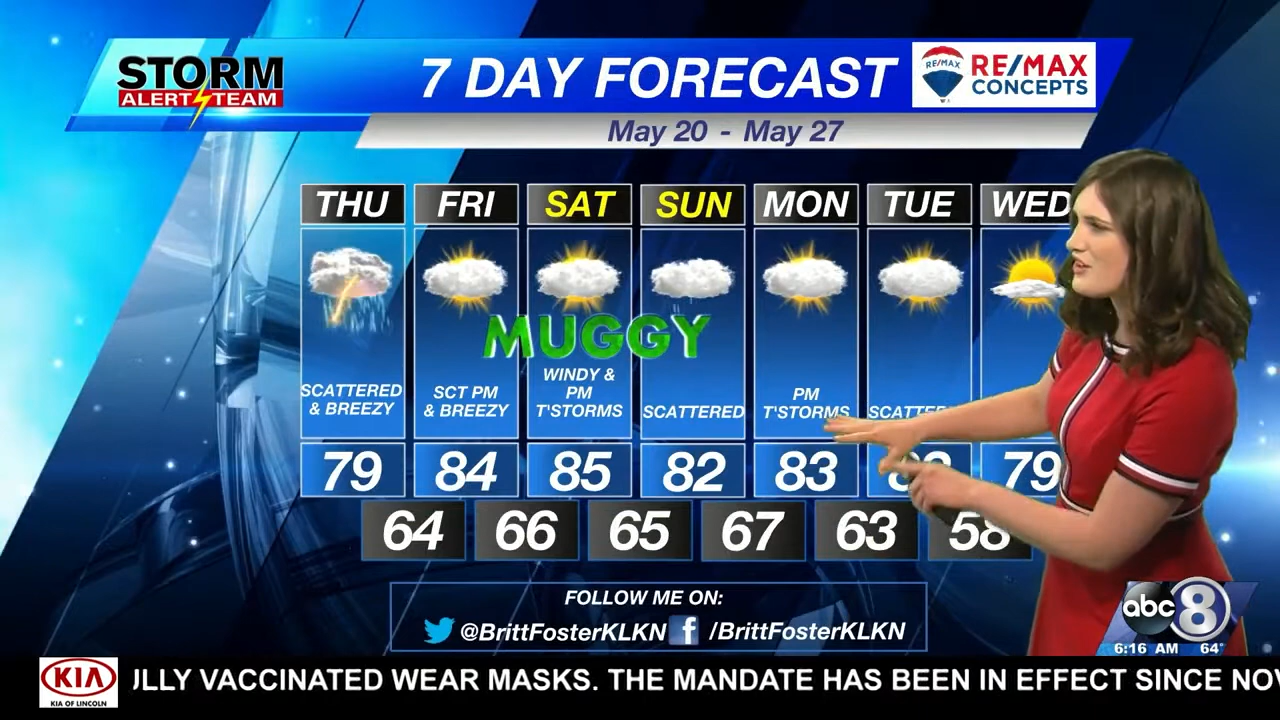 STORM
ALERT TEAM
7 DAY FORECAST
RE/MAX
RE/MAX
CONCEPTS
May 20 - May 27
THU FRI SAT SUN MON TUE WED
MUGGY
SCATTERED
& BREEZY
SCT PM
& BREEZY
WINDY &
PM
T'STORMS
SCATTERED
PM
T'STORMS
79 84 85 82 83 79
64 66 65 67 63 58
FOLLOW ME ON:
@BrittFosterKLKN f /BrittFosterKLKN
abc 8
6:16 AM 64°
KIA
KIA OF LINCOLN
ULLY VACCINATED WEAR MASKS. THE MANDATE HAS BEEN IN EFFECT SINCE NOV